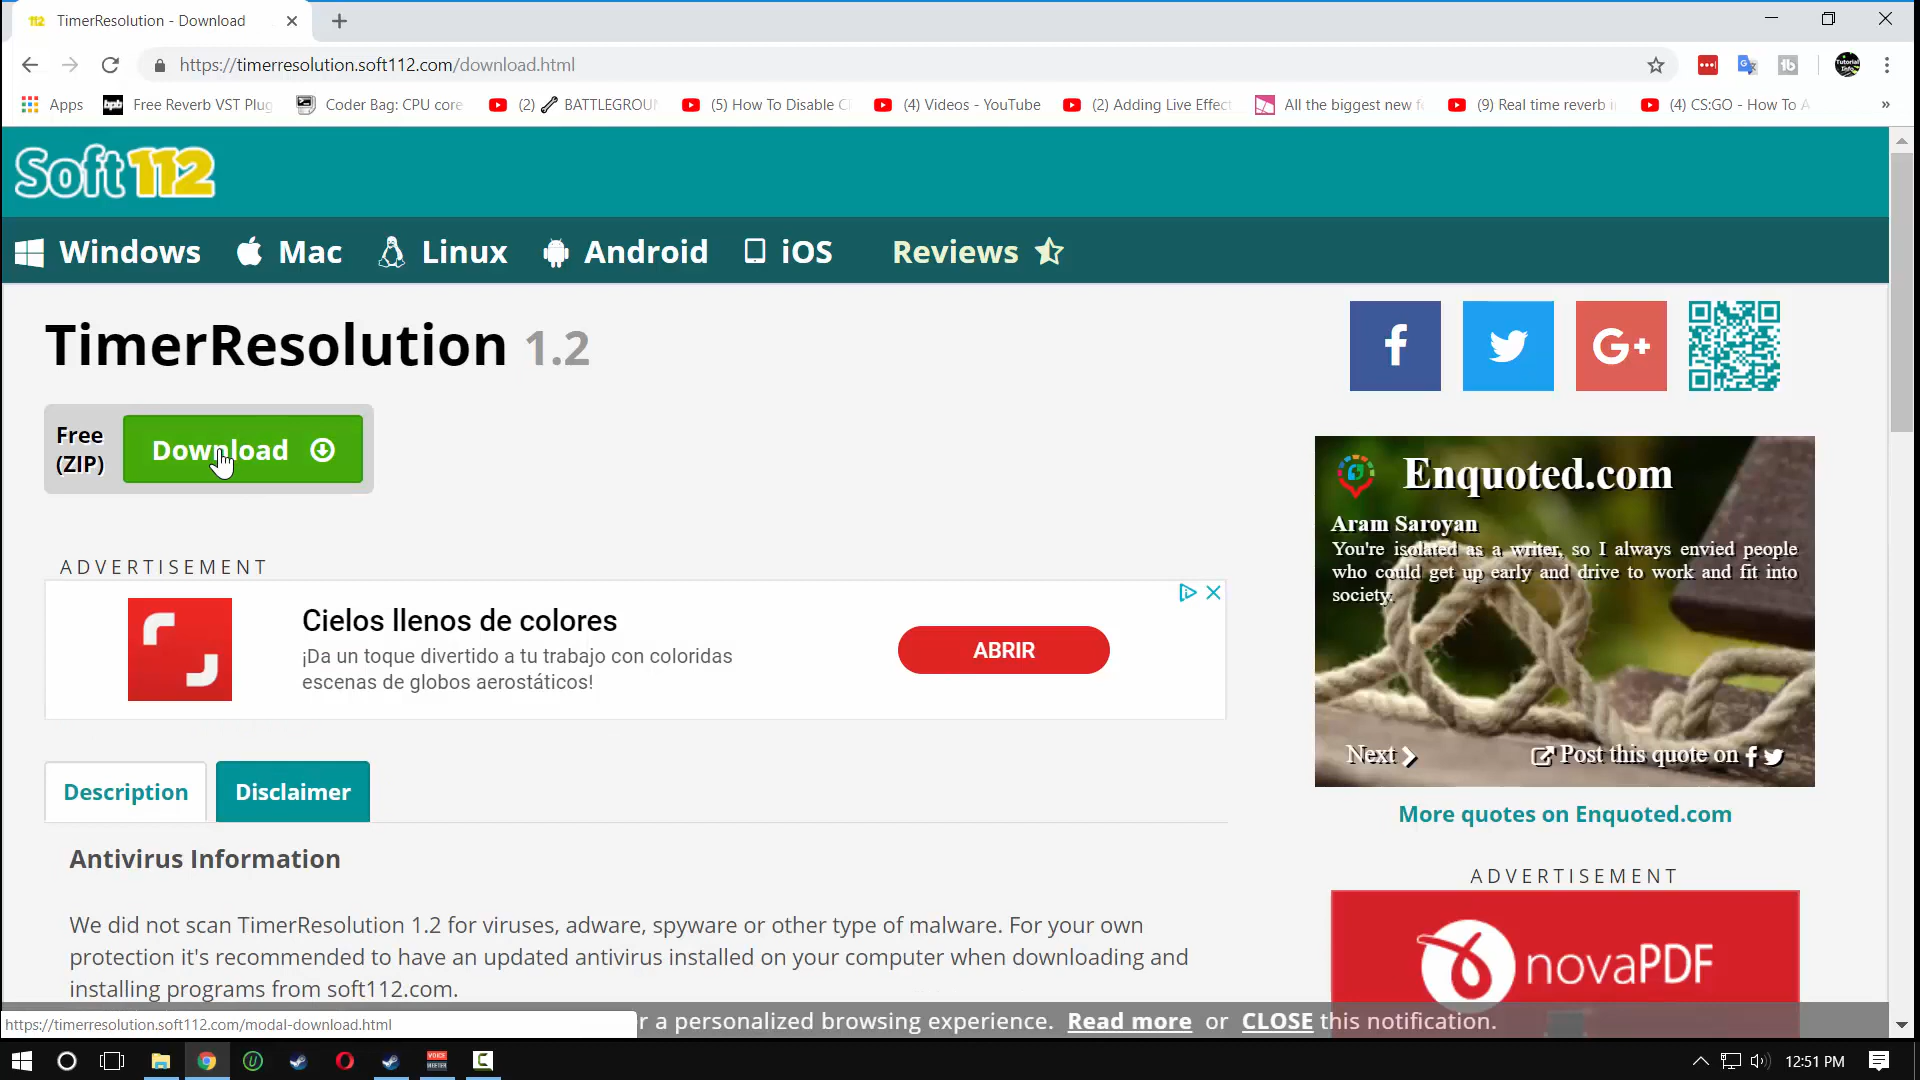 112 TimerResolution - Download
https://timerresolution.soft112.com/download.html
Apps
bpb Free Reverb VST Plug
Coder Bag: CPU core
(2) BATTLEGROUN
(5) How To Disable C
(4) Videos - YouTube
(2) Adding Live Effect
All the biggest new f
(9) Real time reverb i
(4) CS:GO - How To A
Soft112
Windows Mac Linux Android iOS Reviews
TimerResolution 1.2
Free
(ZIP)
Download
ADVERTISEMENT
Cielos llenos de colores
¡Da un toque divertido a tu trabajo con coloridas
escenas de globos aerostáticos!
ABRIR
Enquoted.com
Aram Saroyan
You're isolated as a writer, so I always envied people
who could get up early and drive to work and fit into
society.
Next
Post this quote on
More quotes on Enquoted.com
ADVERTISEMENT
novaPDF
Description
Disclaimer
Antivirus Information
We did not scan TimerResolution 1.2 for viruses, adware, spyware or other type of malware. For your own
protection it's recommended to have an updated antivirus installed on your computer when downloading and
installing programs from soft112.com.
https://timerresolution.soft112.com/modal-download.html
r a personalized browsing experience. Read more or CLOSE this notification.
12:51 PM